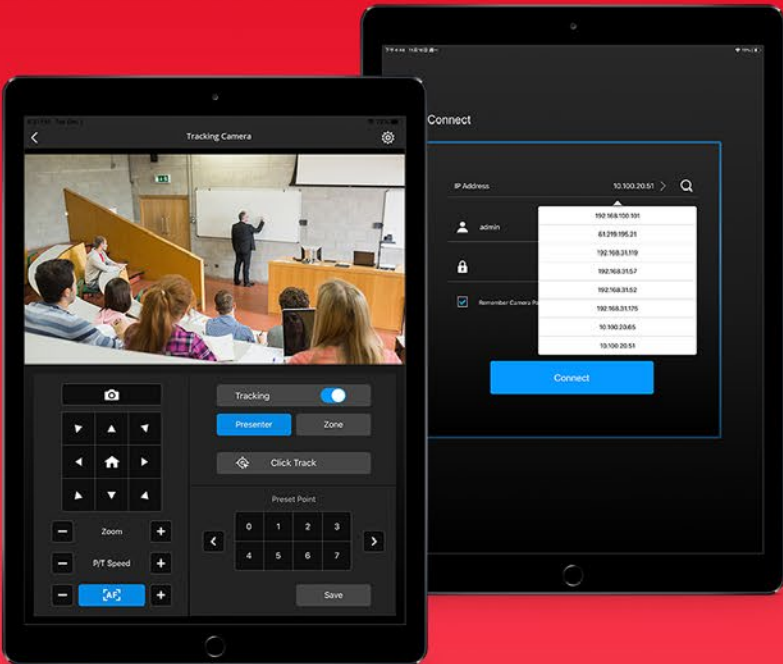 Tracking Camera
Tracking
Presenter
Zone
Click Track
Preset Point
0 1 2 3
4 5 6 7
Save
Zoom
P/T Speed
[AF]
Connect
IP Address
10.100.20.51
192.168.100.101
61.219.195.21
192.168.31.119
192.168.31.57
192.168.31.52
192.168.31.175
10.100.20.65
10.100.20.51
admin
Remember Camera
Connect